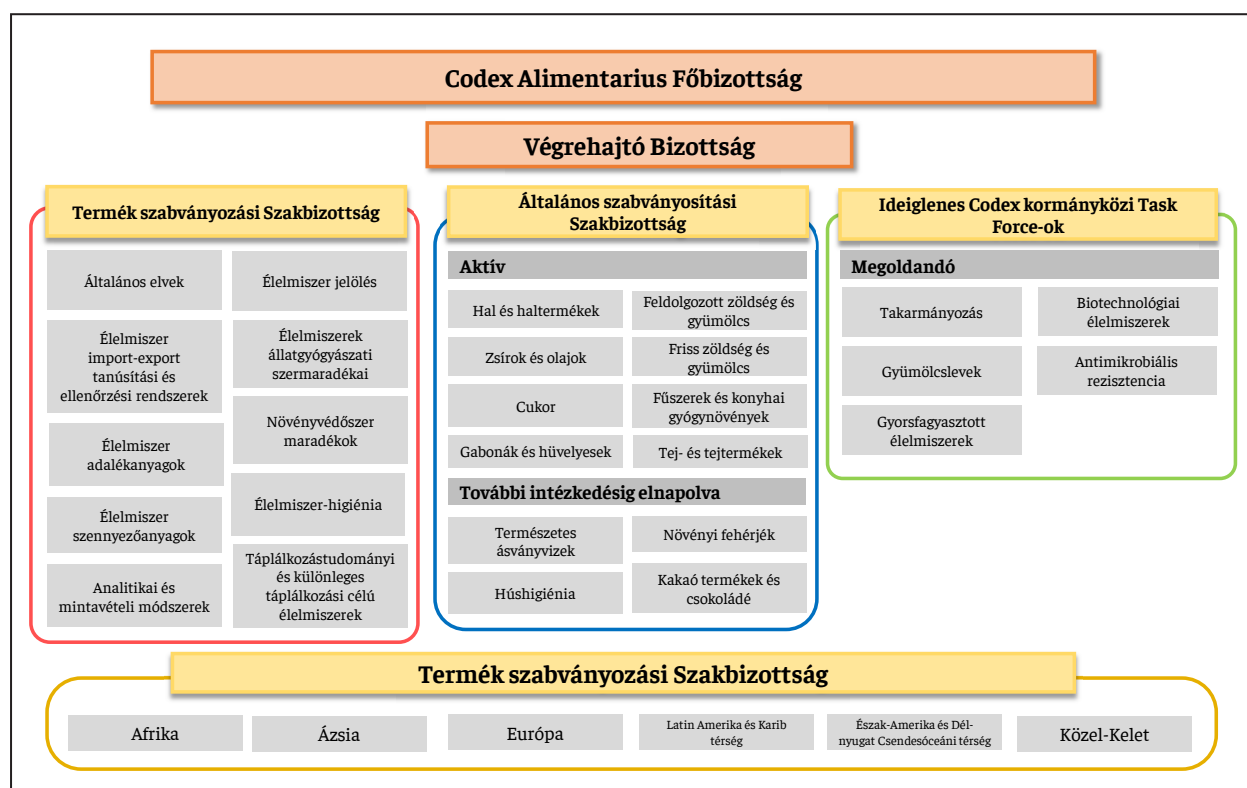 Codex Alimentarius Főbizottság
Végrehajtó Bizottság
Termék szabványozási Szakbizottság
Általános elvek
Élelmiszer
import-export
tanúsítási és
ellenőrzési rendszerek
Élelmiszer
adalékanyagok
Élelmiszer
szennyezőanyagok
Analitikai és
mintavételi módszerek
Élelmiszer jelölés
Élelmiszerek
állatgyógyászati
szermaradékai
Növényvédőszer
maradékok
Élelmiszer-higiénia
Táplálkozástudományi
és különleges
táplálkozási célú
élelmiszerek
Általános szabványosítási
Szakbizottság
Aktív
Hal és haltermékek
Zsírok és olajok
Cukor
Gabonák és hüvelyesek
Feldolgozott zöldség és
gyümölcs
Friss zöldség és
gyümölcs
Fűszerek és konyhai
gyógynövények
Tej- és tejtermékek
További intézkedésig elnapolva
Természetes
ásványvizek
Húshigiénia
Növényi fehérjék
Kakaó termékek és
csokoládé
Ideiglenes Codex kormányközi Task
Force-ok
Megoldandó
Takarmányozás
Gyümölcslevek
Gyorsfagyasztott
élelmiszerek
Biotechnológiai
élelmiszerek
Antimikrobiális
rezisztencia
Termék szabványozási Szakbizottság
Afrika
Ázsia
Európa
Latin Amerika és Karib
térség
Észak-Amerika és Dél-
nyugat Csendesóceáni térség
Közel-Kelet